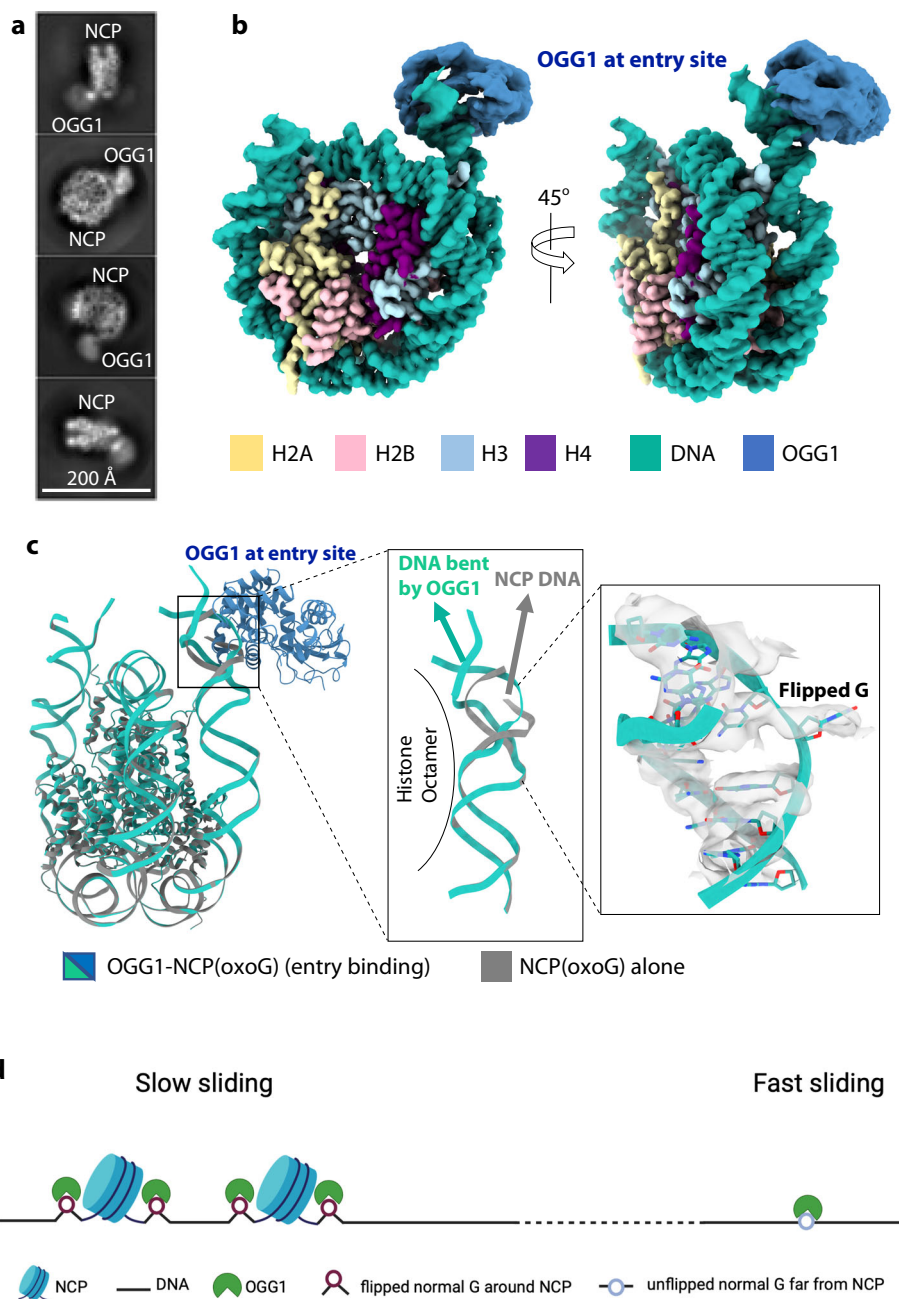 a
NCP
OGG1
OGG1
NCP
NCP
OGG1
NCP
200 Å
b
OGG1 at entry site
45°
H2A
H2B
H3
H4
DNA
OGG1
c
OGG1 at entry site
DNA bent
by OGG1
NCP DNA
Histone
Octamer
Flipped G
OGG1-NCP(oxoG) (entry binding)
NCP(oxoG) alone
d
Slow sliding
Fast sliding
NCP
DNA
OGG1
flipped normal G around NCP
unflipped normal G far from NCP